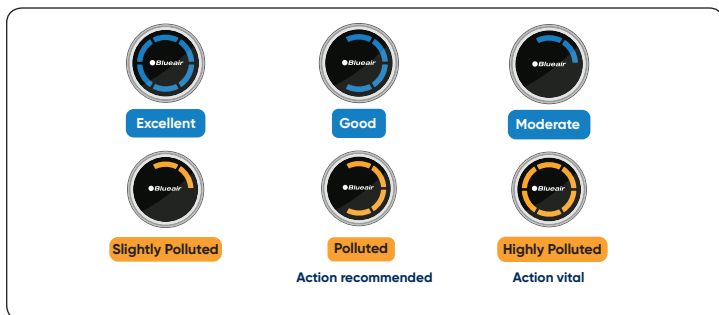 Blueair
Blueair
Blueair
Excellent
Good
Moderate
Blueair
Blueair
Blueair
Slightly Polluted
Polluted
Highly Polluted
Action recommended
Action vital